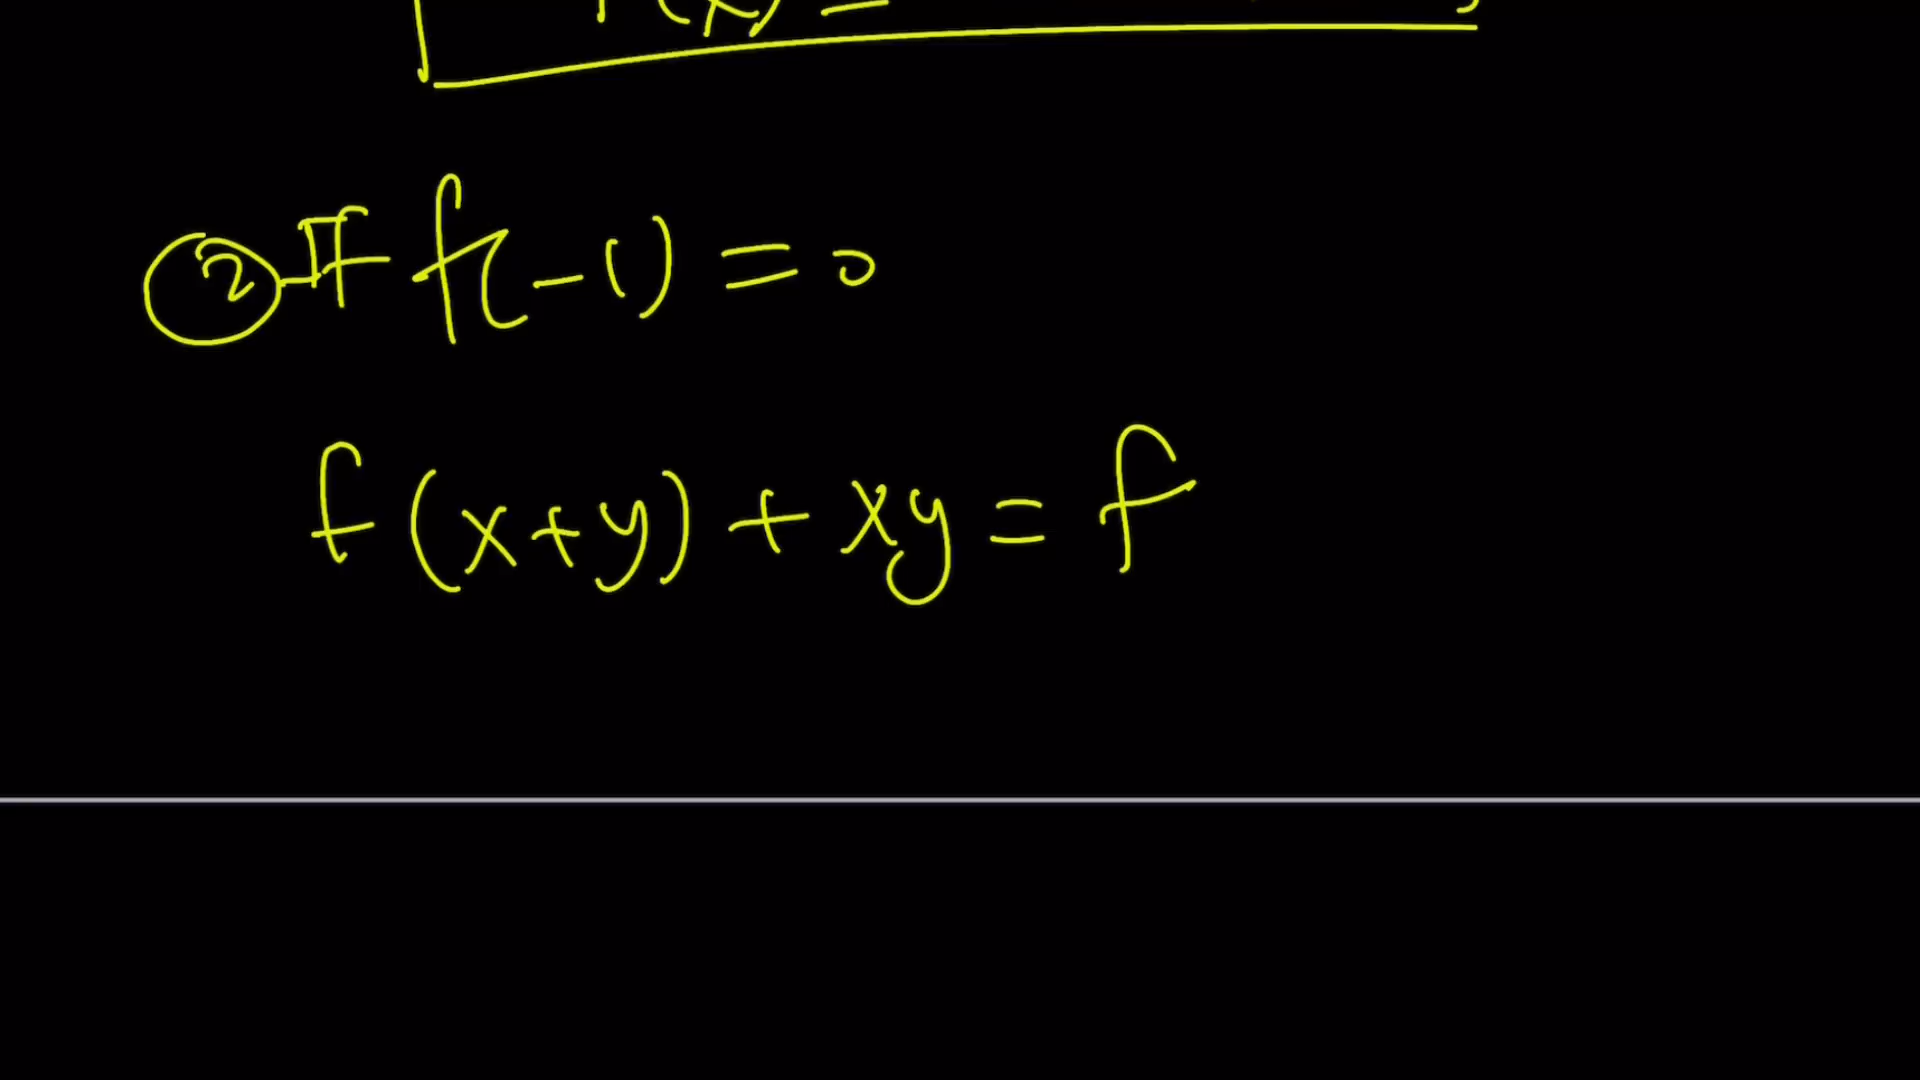 f(x) =
② If f(-1) = 0
f(x+y) + xy = f